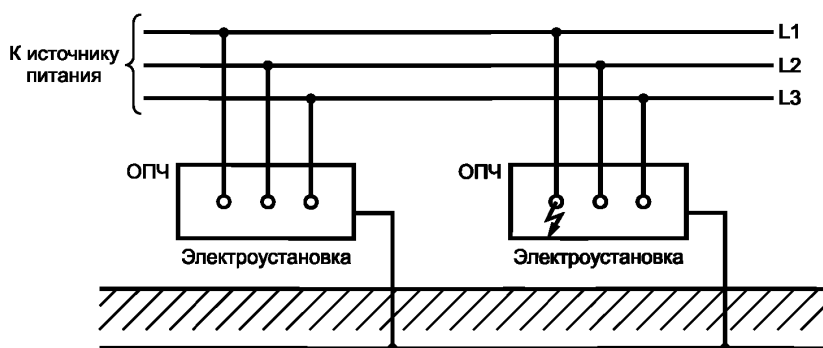 К источнику
питания
L1
L2
L3
ОПЧ
ОПЧ
Электроустановка
Электроустановка